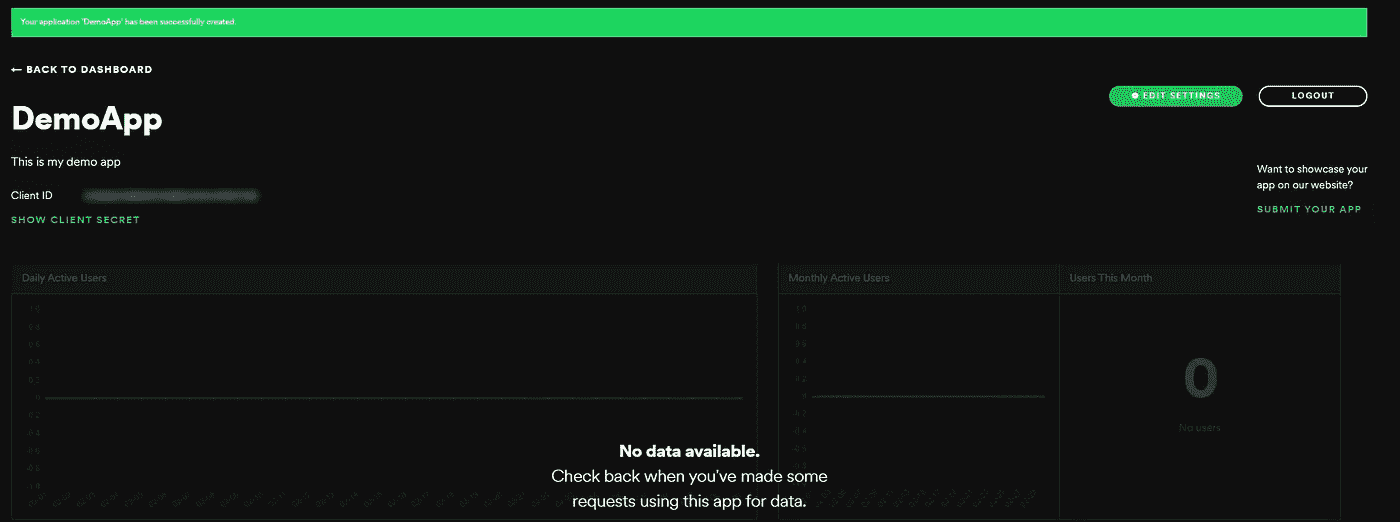 Your application 'DemoApp' has been successfully created.
← BACK TO DASHBOARD
EDIT SETTINGS
LOGOUT
DemoApp
This is my demo app
Want to showcase your
app on our website?
Client ID
SUBMIT YOUR APP
SHOW CLIENT SECRET
Daily Active Users
Monthly Active Users
Users This Month
1.0
0.8
0.6
0.4
0.2
0
-0.2
-0.4
-0.6
-0.8
-1.0
1.0
0.8
0.6
0.4
0.2
0
-0.2
-0.4
-0.6
-0.8
0
No users
No data available.
Check back when you've made some
requests using this app for data.